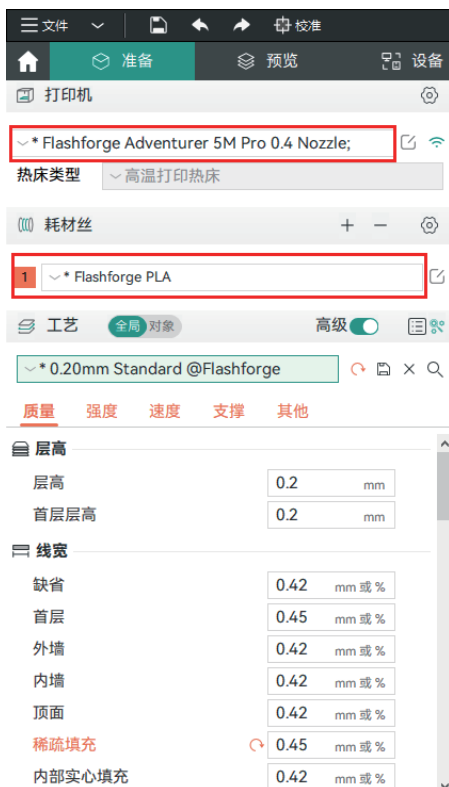 文件 校准
准备 预览 设备
打印机
* Flashforge Adventurer 5M Pro 0.4 Nozzle;
热床类型 高温打印热床
耗材丝 + −
1 * Flashforge PLA
工艺 全局 对象 高级
* 0.20mm Standard @Flashforge
质量 强度 速度 支撑 其他
层高
层高 0.2 mm
首层层高 0.2 mm
线宽
缺省 0.42 mm 或 %
首层 0.45 mm 或 %
外墙 0.42 mm 或 %
内墙 0.42 mm 或 %
顶面 0.42 mm 或 %
稀疏填充 0.45 mm 或 %
内部实心填充 0.42 mm 或 %